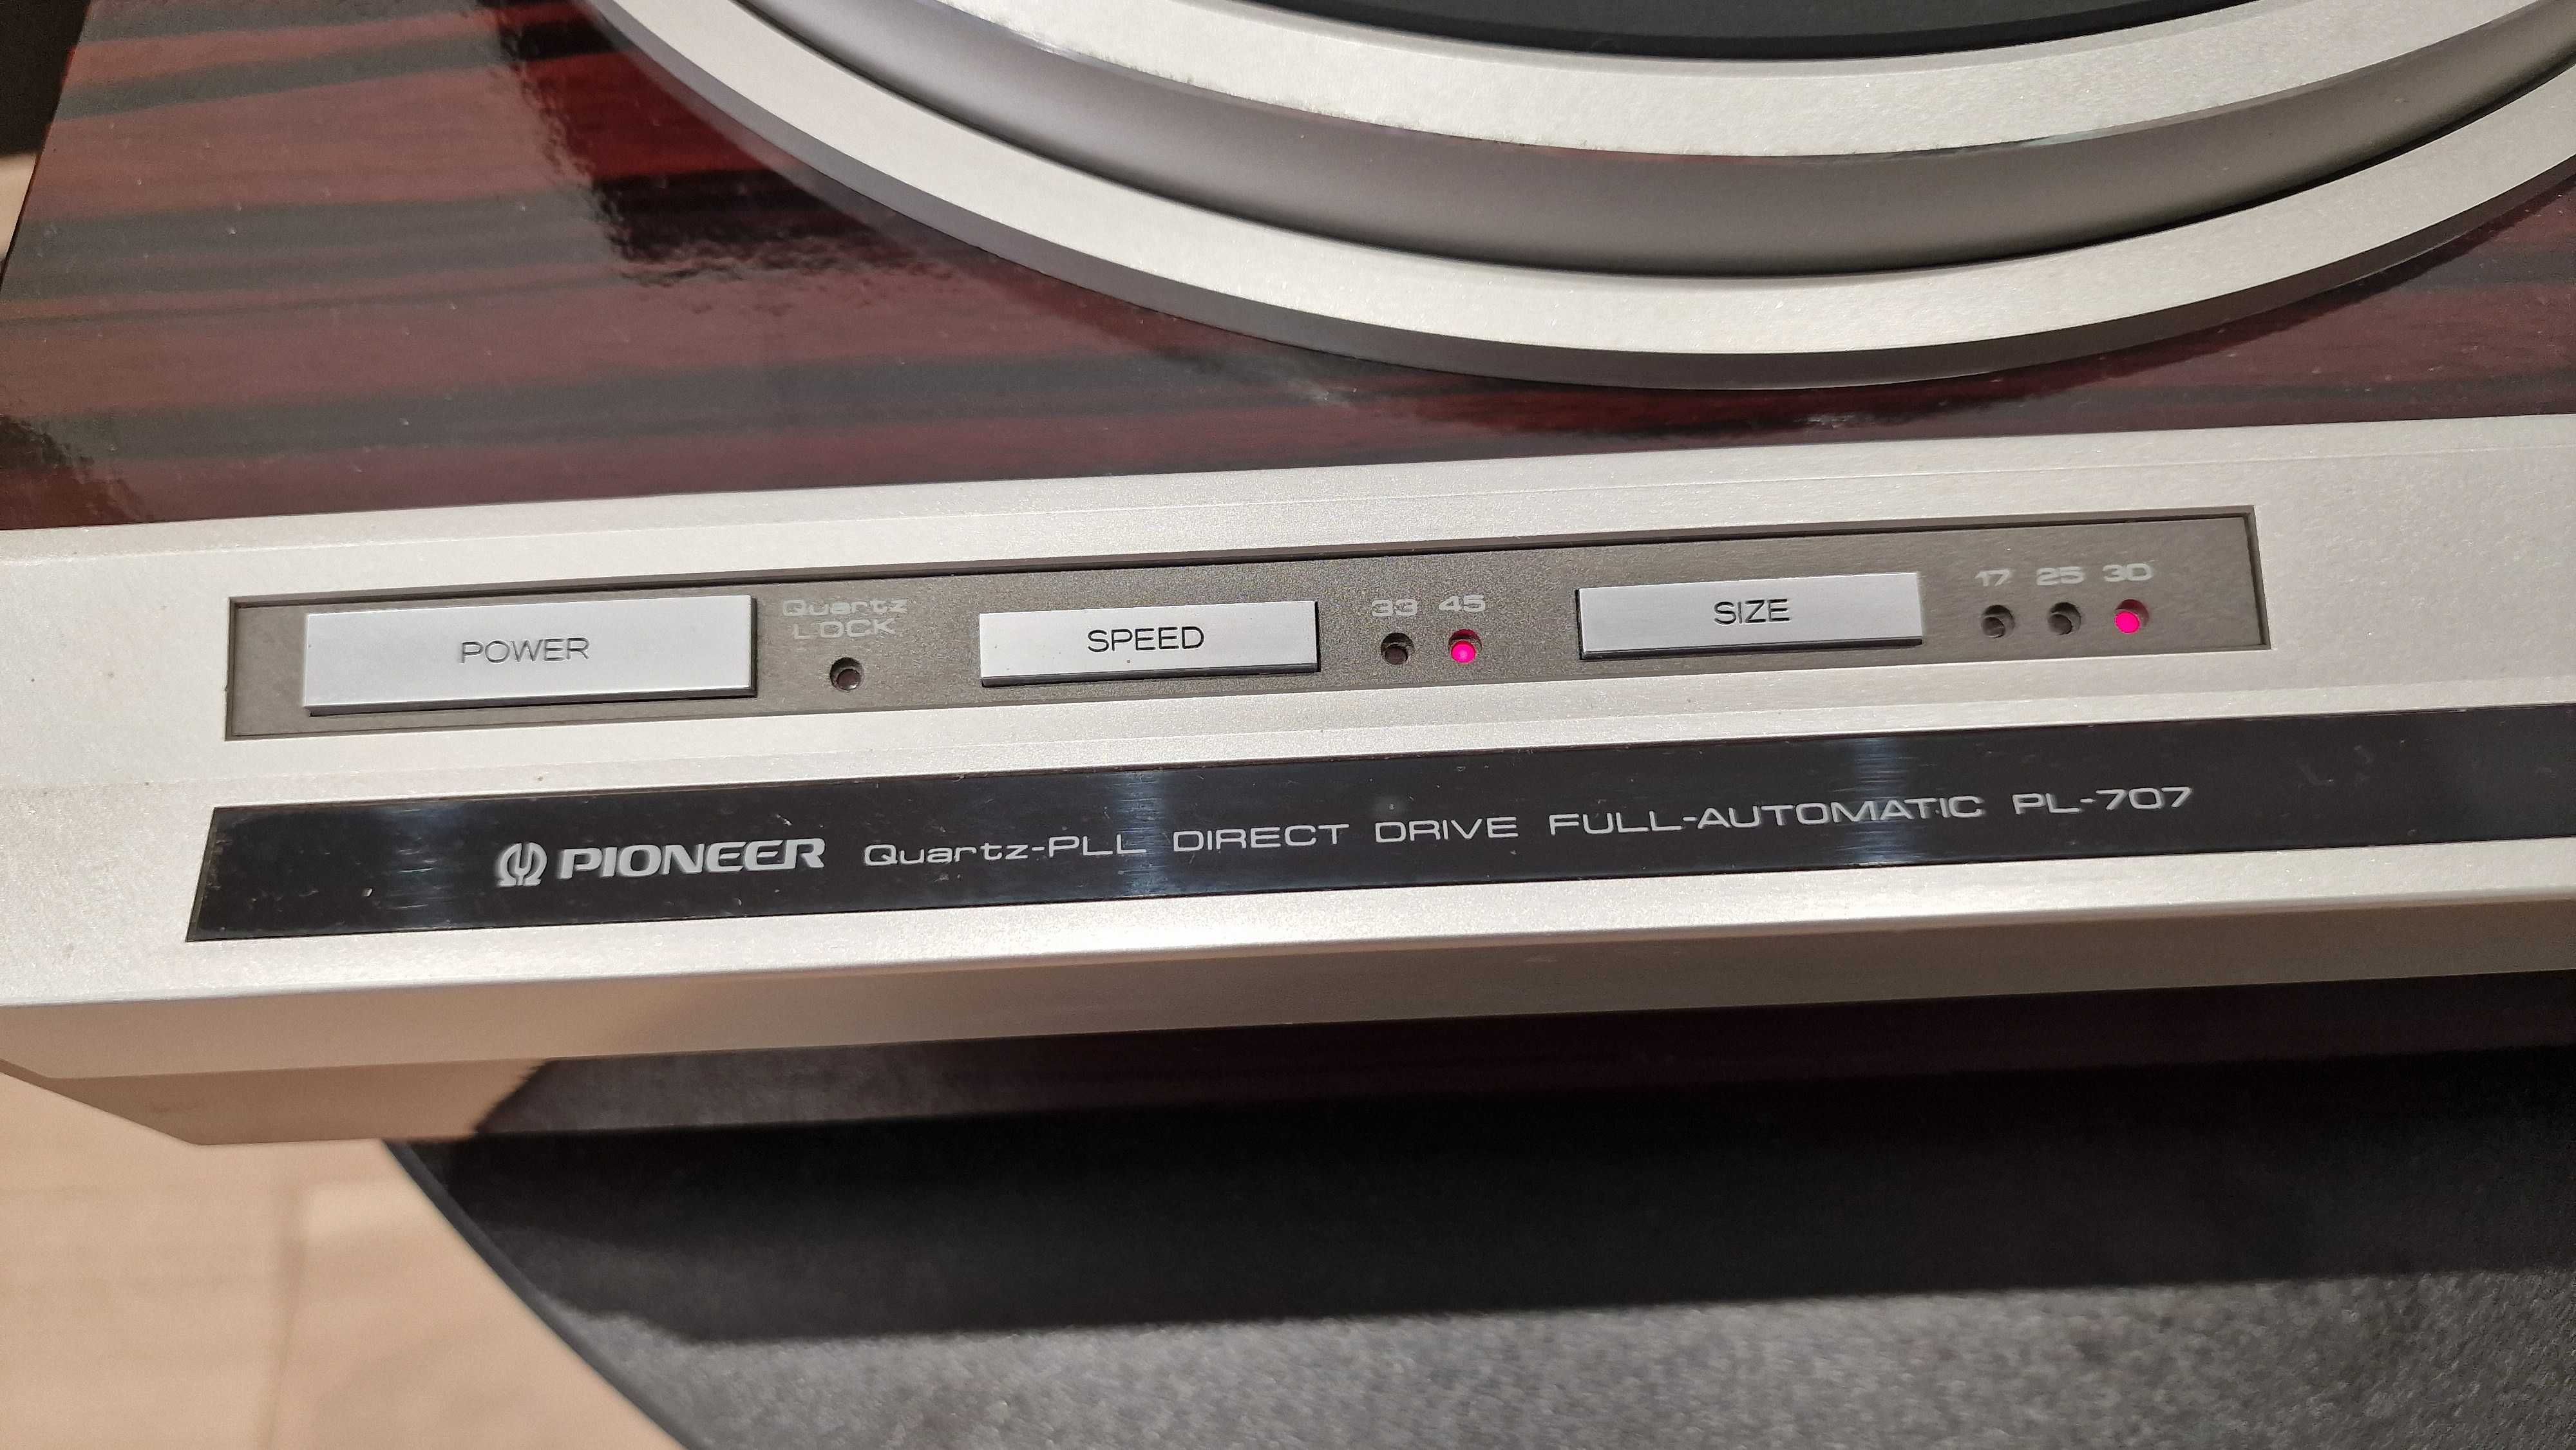 POWER
Quartz
LOCK
SPEED
33 45
SIZE
17 25 30
PIONEER Quartz-PLL DIRECT DRIVE FULL-AUTOMATIC PL-707